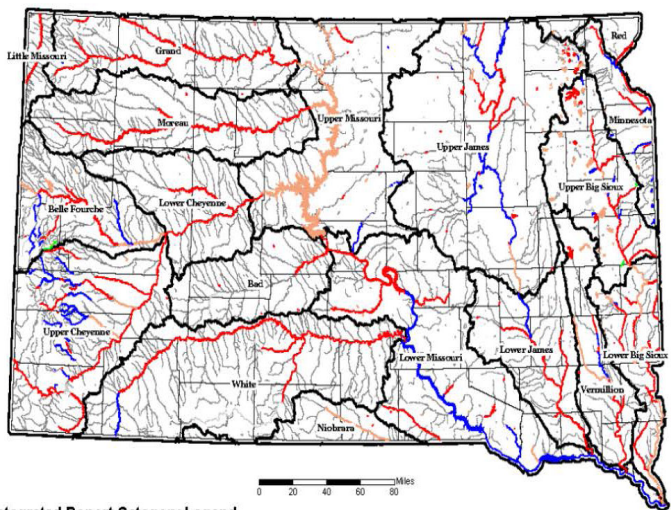 Red
Grand
Little Missouri
Minnesota
Moreau
Upper Missouri
Upper James
Upper Big Sioux
Lower Cheyenne
Belle Fourche
Bad
Upper Cheyenne
Lower Missouri
Lower James
Lower Big Sioux
White
Vermillion
Niobrara
Miles
0 20 40 60 80